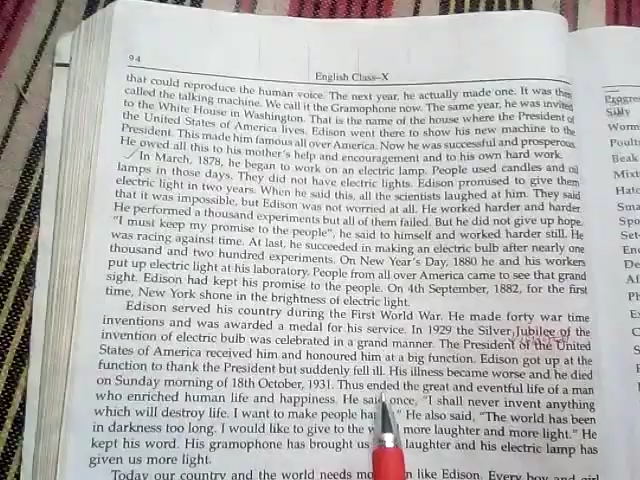 94
English Class–X
that could reproduce the human voice. The next year, he actually made one. It was then
called the talking machine. We call it the Gramophone now. The same year, he was invited
to the White House in Washington. That is the name of the house where the President of
the United States of America lives. Edison went there to show his new machine to the
President. This made him famous all over America. Now he was successful and prosperous.
He owed all this to his mother's help and encouragement and to his own hard work.
In March, 1878, he began to work on an electric lamp. People used candles and oil
lamps in those days. They did not have electric lights. Edison promised to give them
electric light in two years. When he said this, all the scientists laughed at him. They said
that it was impossible, but Edison was not worried at all. He worked harder and harder.
He performed a thousand experiments but all of them failed. But he did not give up hope.
"I must keep my promise to the people", he said to himself and worked harder still. He
was racing against time. At last, he succeeded in making an electric bulb after nearly one
thousand and two hundred experiments. On New Year's Day, 1880 he and his workers
put up electric light at his laboratory. People from all over America came to see that grand
sight. Edison had kept his promise to the people. On 4th September, 1882, for the first
time, New York shone in the brightness of electric light.
Edison served his country during the First World War. He made forty war time
inventions and was awarded a medal for his service. In 1929 the Silver Jubilee of the
invention of electric bulb was celebrated in a grand manner. The President of the United
States of America received him and honoured him at a big function. Edison got up at the
function to thank the President but suddenly fell ill. His illness became worse and he died
on Sunday morning of 18th October, 1931. Thus ended the great and eventful life of a man
who enriched human life and happiness. He said once, "I shall never invent anything
which will destroy life. I want to make people ha He also said, "The world has been
in darkness too long. I would like to give to the more laughter and more light." He
kept his word. His gramophone has brought us laughter and his electric lamp has
given us more light.
Today our country and the world needs like Edison. Every boy and girl
Progress
Silly
Wom
Poult
Beak
Mix
Hat
Sma
Spo
Set-
En
De
Af
P
E
C
S